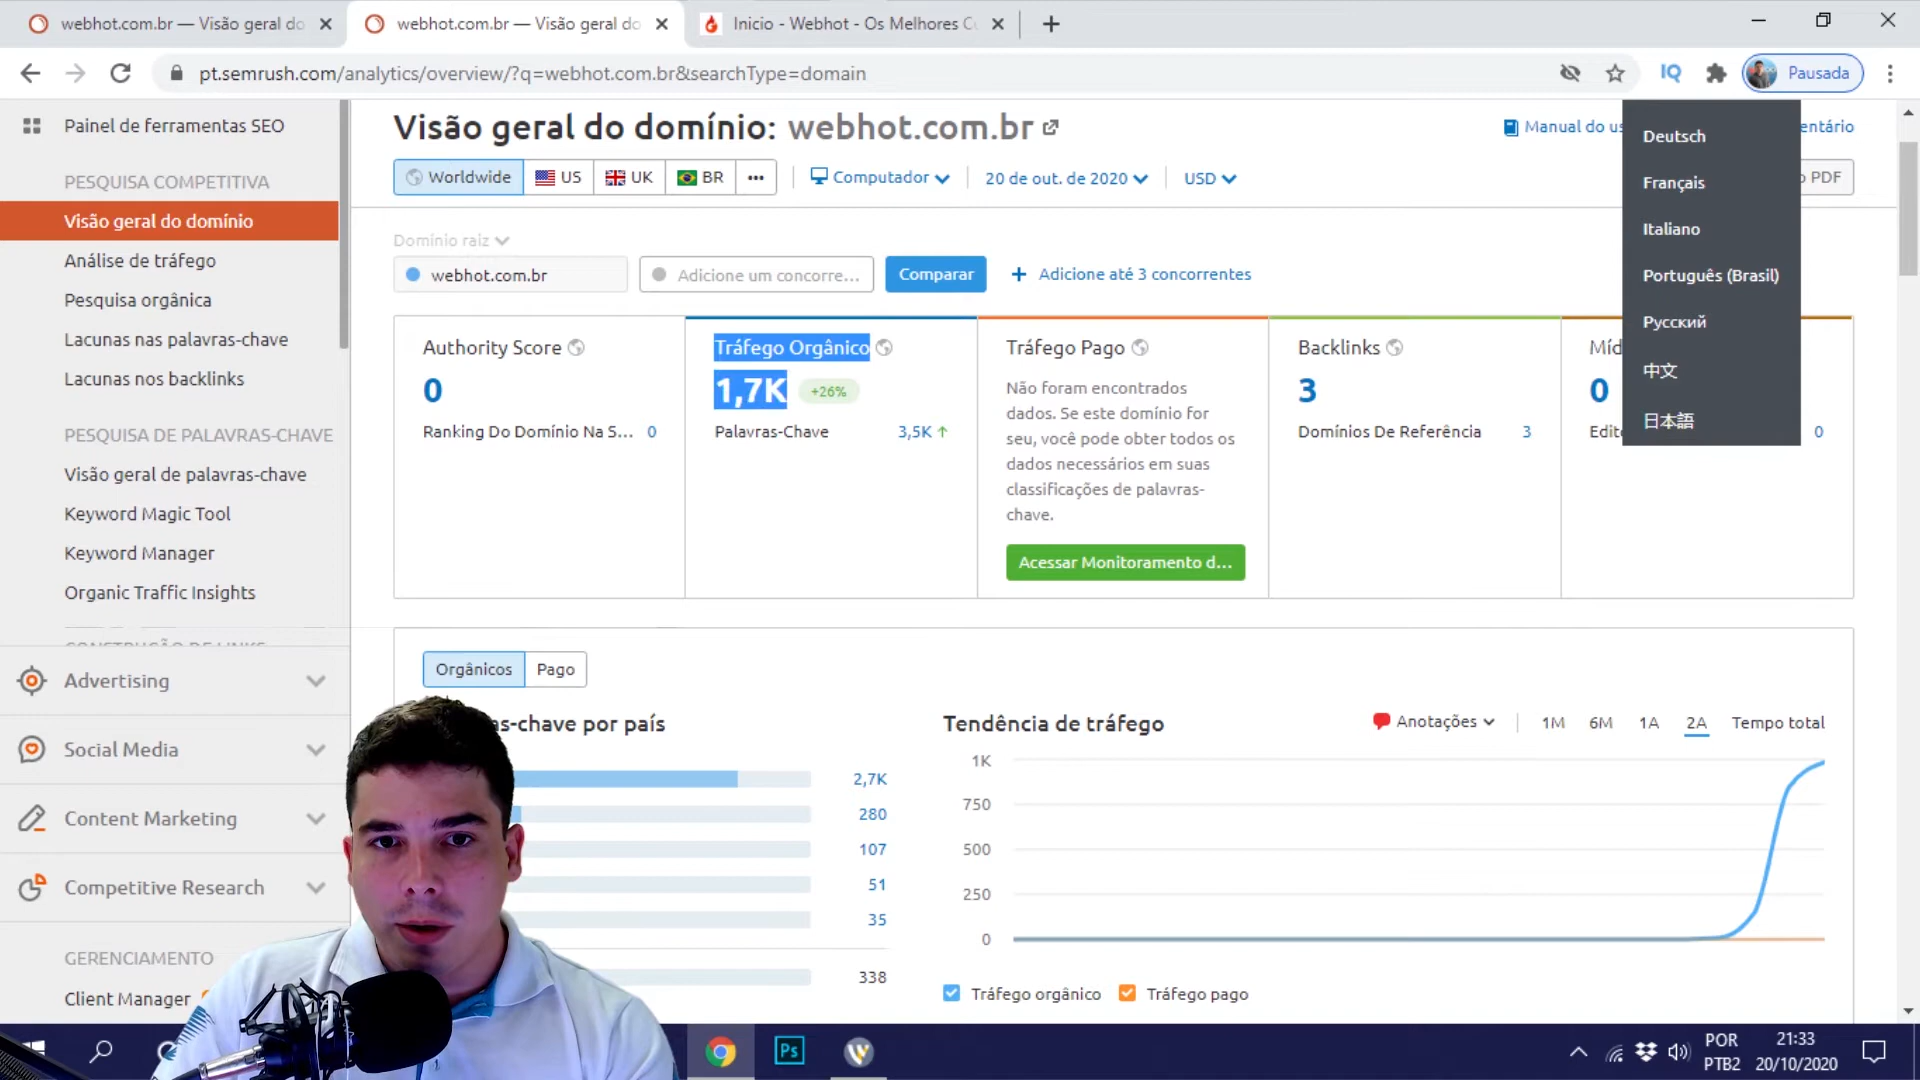 webhot.com.br — Visão geral do
webhot.com.br — Visão geral do
Inicio - Webhot - Os Melhores C
pt.semrush.com/analytics/overview/?q=webhot.com.br&searchType=domain
IQ
Pausada
Painel de ferramentas SEO
PESQUISA COMPETITIVA
Visão geral do domínio
Análise de tráfego
Pesquisa orgânica
Lacunas nas palavras-chave
Lacunas nos backlinks
PESQUISA DE PALAVRAS-CHAVE
Visão geral de palavras-chave
Keyword Magic Tool
Keyword Manager
Organic Traffic Insights
CONSTRUÇÃO DE LINKS
Advertising
Social Media
Content Marketing
Competitive Research
GERENCIAMENTO
Client Manager
Visão geral do domínio: webhot.com.br
Manual do us
entário
Worldwide
US
UK
BR
...
Computador
20 de out. de 2020
USD
o PDF
Deutsch
Français
Italiano
Português (Brasil)
Русский
中文
日本語
Domínio raiz
webhot.com.br
Adicione um concorre...
Comparar
+ Adicione até 3 concorrentes
Authority Score
0
Ranking Do Domínio Na S... 0
Tráfego Orgânico
1,7K +26%
Palavras-Chave 3,5K ↑
Tráfego Pago
Não foram encontrados
dados. Se este domínio for
seu, você pode obter todos os
dados necessários em suas
classificações de palavras-
chave.
Acessar Monitoramento d...
Backlinks
3
Domínios De Referência 3
Míd
0
Edito 0
Orgânicos
Pago
as-chave por país
2,7K
280
107
51
35
338
Tendência de tráfego
Anotações
1M
6M
1A
2A
Tempo total
1K
750
500
250
0
Tráfego orgânico
Tráfego pago
Ps
POR
PTB2
21:33
20/10/2020